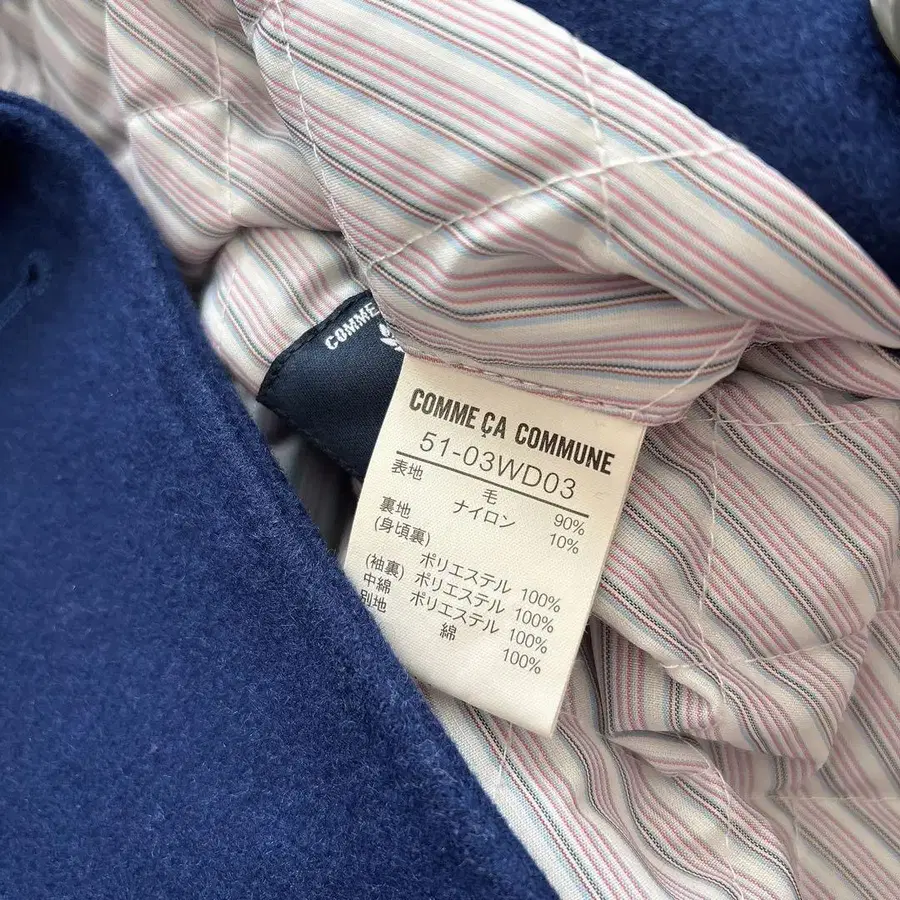 COMME
COMME ÇA COMMUNE
51-03WD03
表地 毛 90%
ナイロン 10%
裏地
(身頃裏) ポリエステル 100%
(袖裏) ポリエステル 100%
中綿 ポリエステル 100%
別地 綿 100%